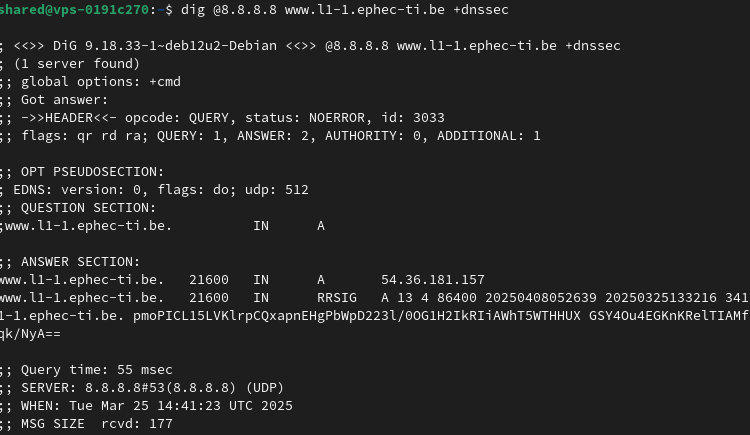 shared@vps-0191c270:~$ dig @8.8.8.8 www.l1-1.ephec-ti.be +dnssec
; <<>> DiG 9.18.33-1~deb12u2-Debian <<>> @8.8.8.8 www.l1-1.ephec-ti.be +dnssec
; (1 server found)
;; global options: +cmd
;; Got answer:
;; ->>HEADER<<- opcode: QUERY, status: NOERROR, id: 3033
;; flags: qr rd ra; QUERY: 1, ANSWER: 2, AUTHORITY: 0, ADDITIONAL: 1
;; OPT PSEUDOSECTION:
; EDNS: version: 0, flags: do; udp: 512
;; QUESTION SECTION:
;www.l1-1.ephec-ti.be. IN A
;; ANSWER SECTION:
www.l1-1.ephec-ti.be. 21600 IN A 54.36.181.157
www.l1-1.ephec-ti.be. 21600 IN RRSIG A 13 4 86400 20250408052639 20250325133216 341
l1-1.ephec-ti.be. pmoPICL15LVKlrpCQxapnEHgPbWpD223l/0OG1H2IkRIiAWhT5WTHHUX GSY4Ou4EGKnKRelTIAMf
qk/NyA==
;; Query time: 55 msec
;; SERVER: 8.8.8.8#53(8.8.8.8) (UDP)
;; WHEN: Tue Mar 25 14:41:23 UTC 2025
;; MSG SIZE rcvd: 177